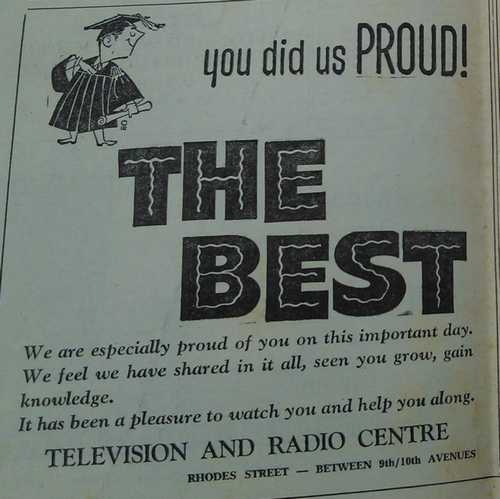 you did us PROUD!
THE
BEST
We are especially proud of you on this important day.
We feel we have shared in it all, seen you grow, gain
knowledge.
It has been a pleasure to watch you and help you along.
TELEVISION AND RADIO CENTRE
RHODES STREET — BETWEEN 9th/10th AVENUES